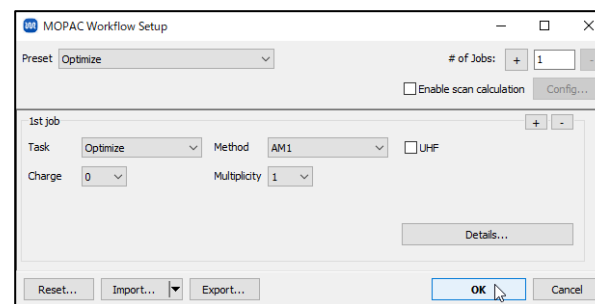 MOPAC Workflow Setup
Preset Optimize # of Jobs: + 1 -
Enable scan calculation Config...
1st job + -
Task Optimize Method AM1 UHF
Charge 0 Multiplicity 1
Details...
Reset... Import... Export... OK Cancel